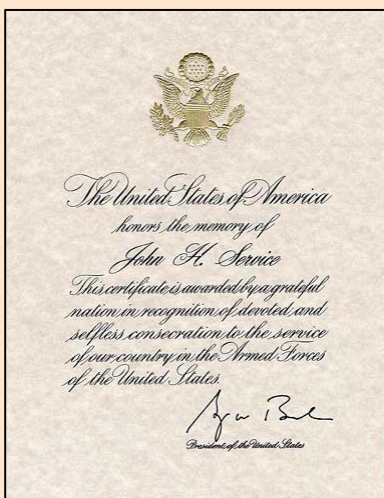 The United States of America
honors the memory of
John H. Service
This certificate is awarded by a grateful
nation in recognition of devoted and
selfless consecration to the service
of our country in the Armed Forces
of the United States.
President of the United States